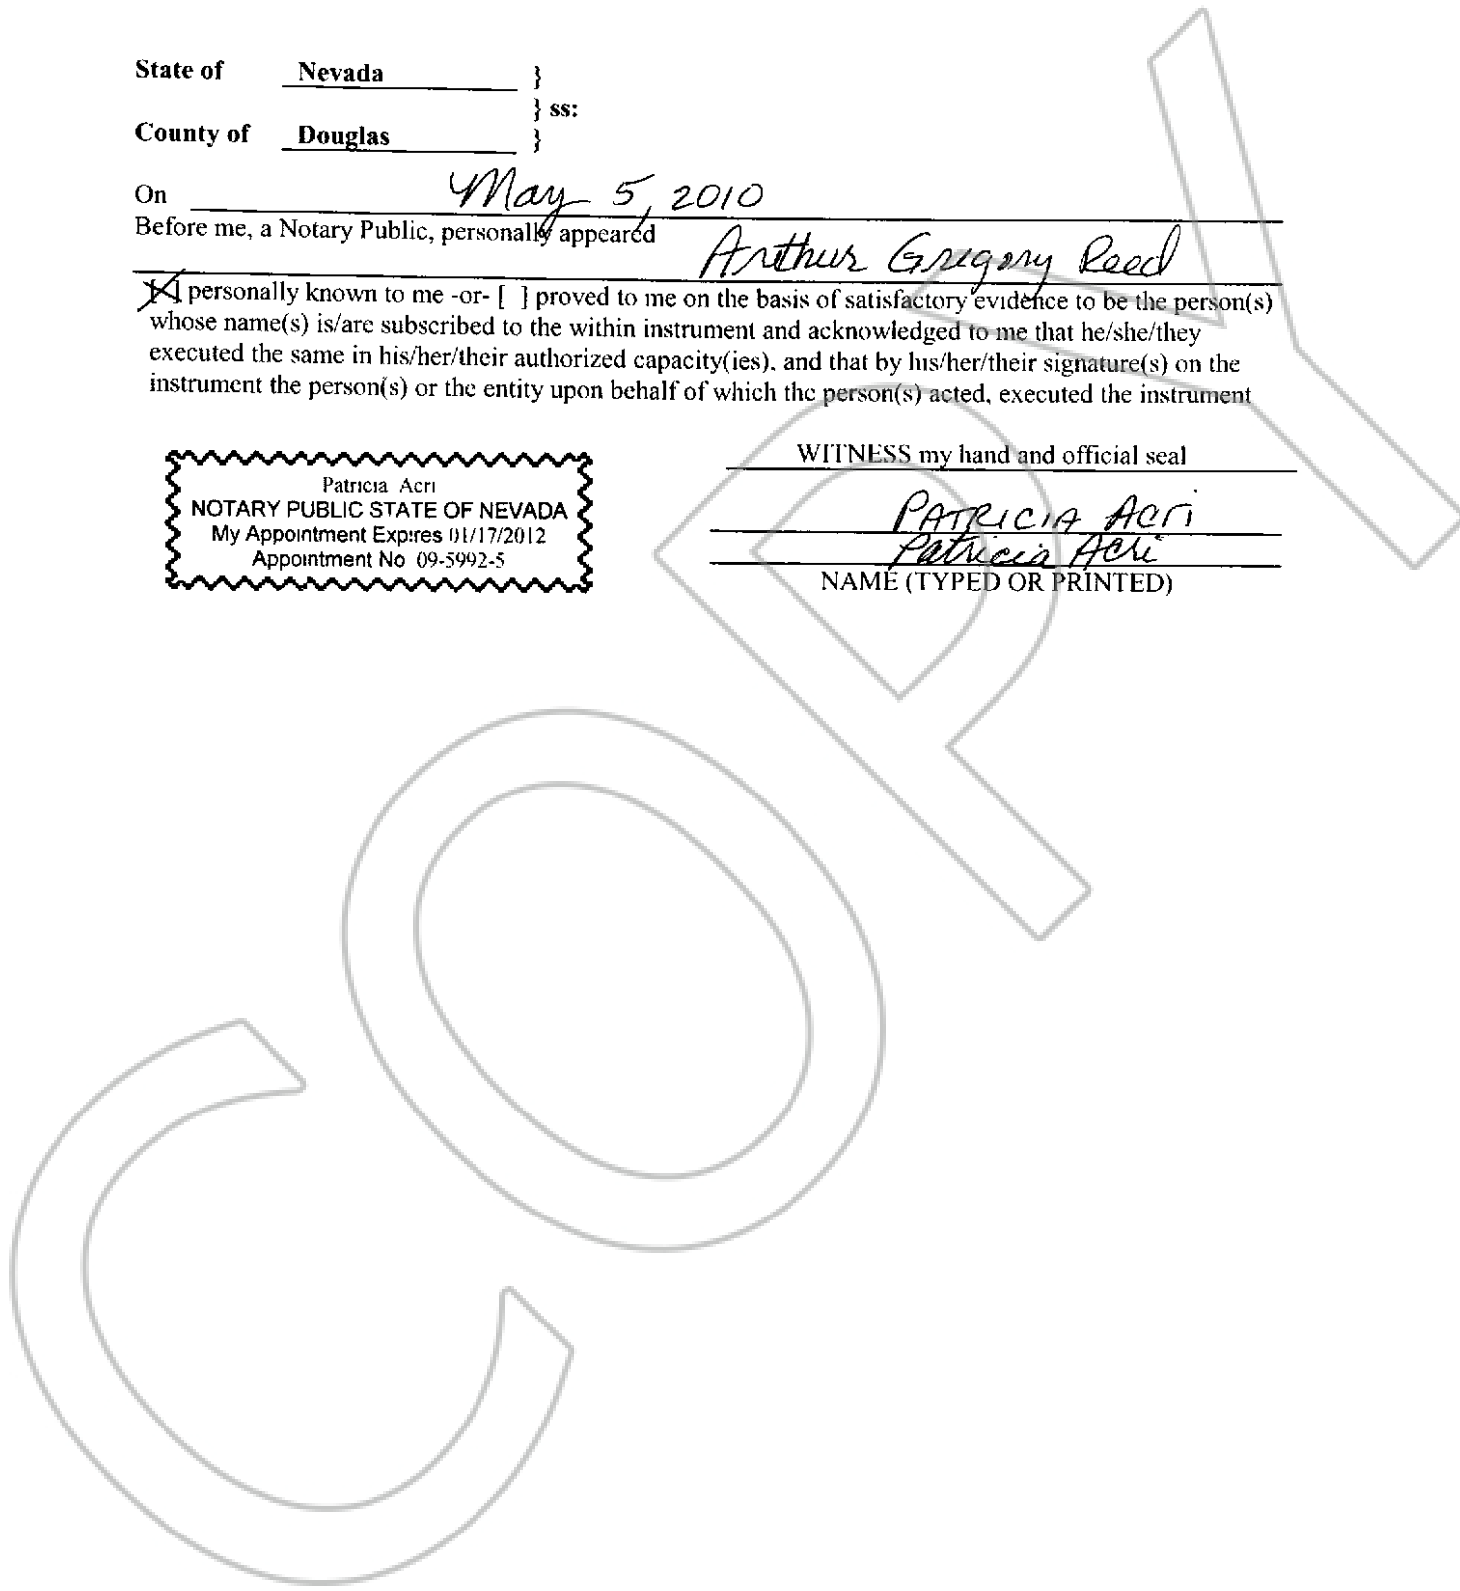 State of Nevada }
} ss:
County of Douglas }
On May 5, 2010
Before me, a Notary Public, personally appeared Arthur Gregory Reed
[X] personally known to me -or- [ ] proved to me on the basis of satisfactory evidence to be the person(s)
whose name(s) is/are subscribed to the within instrument and acknowledged to me that he/she/they
executed the same in his/her/their authorized capacity(ies), and that by his/her/their signature(s) on the
instrument the person(s) or the entity upon behalf of which the person(s) acted, executed the instrument
WITNESS my hand and official seal
Patricia Acri
NOTARY PUBLIC STATE OF NEVADA
My Appointment Expires 01/17/2012
Appointment No 09-5992-5
PATRICIA Acri
Patricia Acri
NAME (TYPED OR PRINTED)
COPY